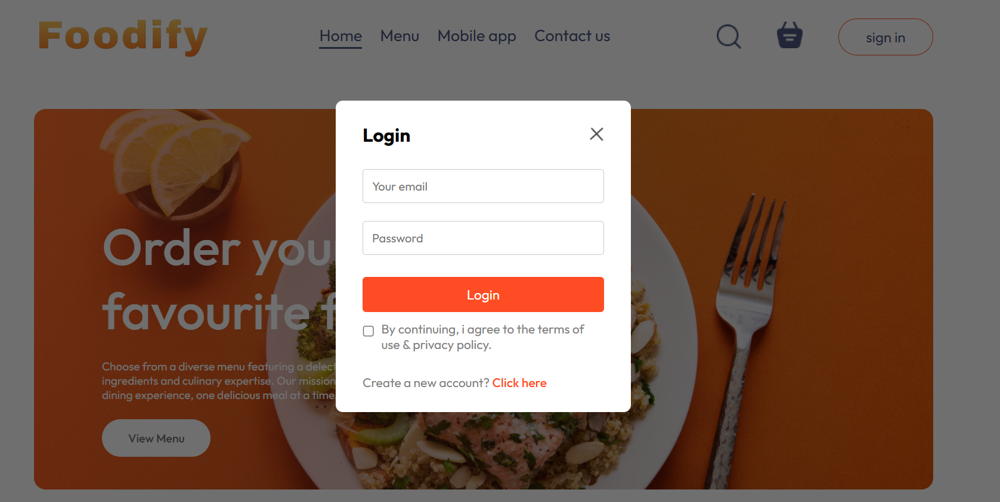 Foodify
Home Menu Mobile app Contact us
sign in
Login
Your email
Password
Login
By continuing, i agree to the terms of
use & privacy policy.
Create a new account? Click here
Order you
favourite f
Choose from a diverse menu featuring a delect
ingredients and culinary expertise. Our mission
dining experience, one delicious meal at a time.
View Menu